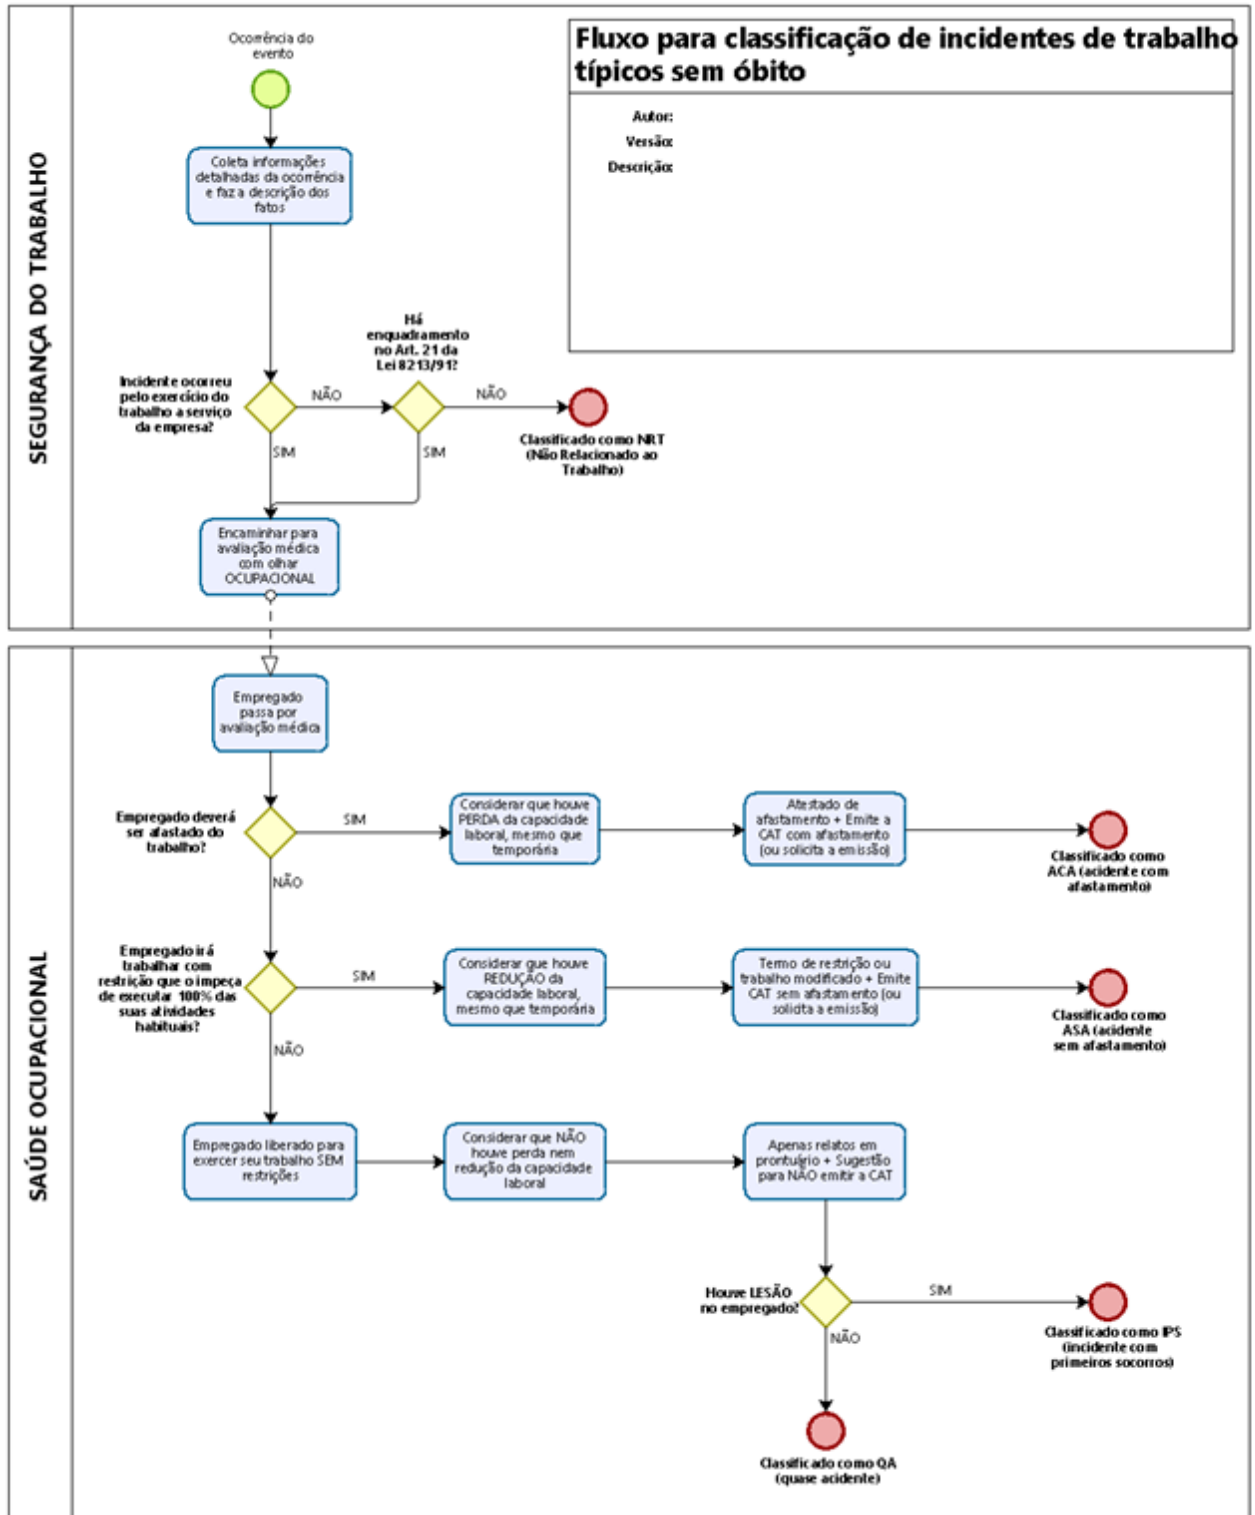 Fluxo para classificação de incidentes de trabalho
típicos sem óbito
Autor:
Versão:
Descrição:
SEGURANÇA DO TRABALHO
Ocorrência do
evento
Coleta informações
detalhadas da ocorrência
e faz a descrição dos
fatos
Incidente ocorreu
pelo exercício do
trabalho a serviço
da empresa?
NÃO
SIM
Há
enquadramento
no Art. 21 da
Lei 8213/91?
NÃO
SIM
Classificado como NRT
(Não Relacionado ao
Trabalho)
Encaminhar para
avaliação médica
com olhar
OCUPACIONAL
SAÚDE OCUPACIONAL
Empregado
passa por
avaliação médica
Empregado deverá
ser afastado do
trabalho?
SIM
NÃO
Considerar que houve
PERDA da capacidade
laboral, mesmo que
temporária
Atestado de
afastamento + Emite a
CAT com afastamento
(ou solicita a emissão)
Classificado como
ACA (acidente com
afastamento)
Empregado irá
trabalhar com
restrição que o impeça
de executar 100% das
suas atividades
habituais?
SIM
NÃO
Considerar que houve
REDUÇÃO da
capacidade laboral,
mesmo que temporária
Termo de restrição ou
trabalho modificado + Emite
CAT sem afastamento (ou
solicita a emissão)
Classificado como
ASA (acidente
sem afastamento)
Empregado liberado para
exercer seu trabalho SEM
restrições
Considerar que NÃO
houve perda nem
redução da capacidade
laboral
Apenas relatos em
prontuário + Sugestão
para NÃO emitir a CAT
Houve LESÃO
no empregado?
SIM
NÃO
Classificado como IPS
(incidente com
primeiros socorros)
Classificado como QA
(quase acidente)